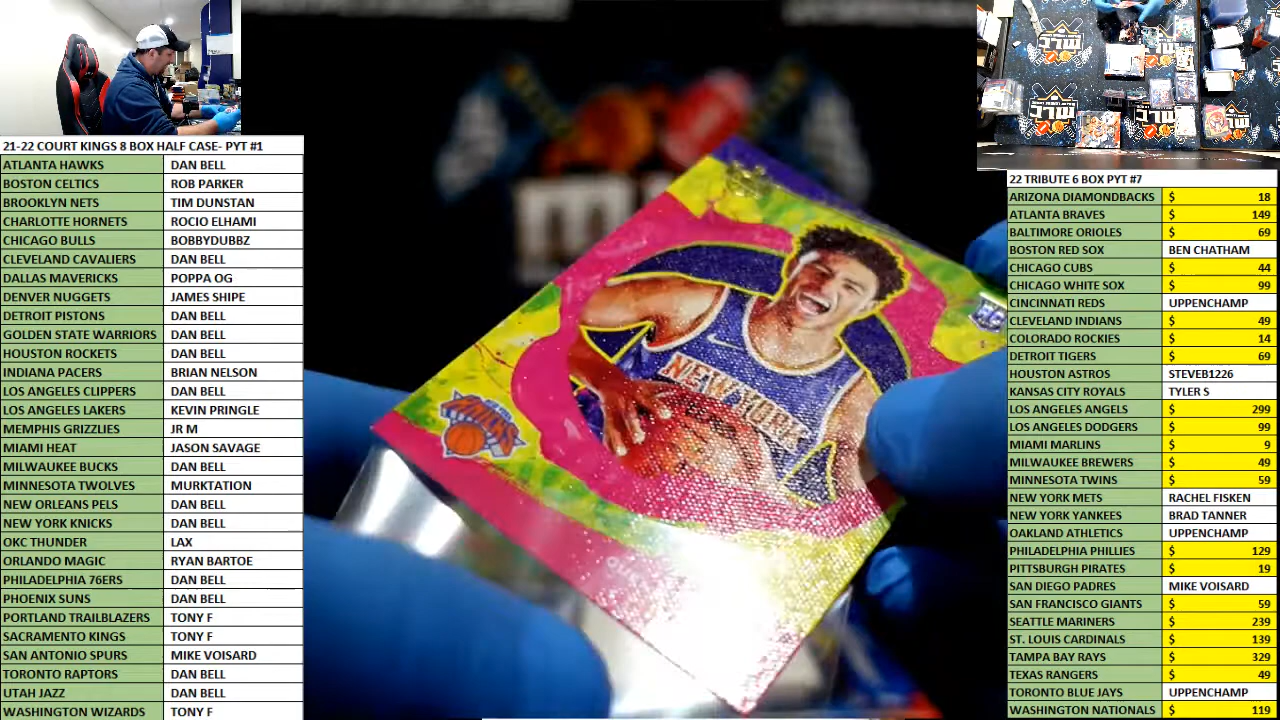 21-22 COURT KINGS 8 BOX HALF CASE- PYT #1
ATLANTA HAWKS DAN BELL
BOSTON CELTICS ROB PARKER
BROOKLYN NETS TIM DUNSTAN
CHARLOTTE HORNETS ROCIO ELHAMI
CHICAGO BULLS BOBBYDUBBZ
CLEVELAND CAVALIERS DAN BELL
DALLAS MAVERICKS POPPA OG
DENVER NUGGETS JAMES SHIPE
DETROIT PISTONS DAN BELL
GOLDEN STATE WARRIORS DAN BELL
HOUSTON ROCKETS DAN BELL
INDIANA PACERS BRIAN NELSON
LOS ANGELES CLIPPERS DAN BELL
LOS ANGELES LAKERS KEVIN PRINGLE
MEMPHIS GRIZZLIES JR M
MIAMI HEAT JASON SAVAGE
MILWAUKEE BUCKS DAN BELL
MINNESOTA TWOLVES MURKTATION
NEW ORLEANS PELS DAN BELL
NEW YORK KNICKS DAN BELL
OKC THUNDER LAX
ORLANDO MAGIC RYAN BARTOE
PHILADELPHIA 76ERS DAN BELL
PHOENIX SUNS DAN BELL
PORTLAND TRAILBLAZERS TONY F
SACRAMENTO KINGS TONY F
SAN ANTONIO SPURS MIKE VOISARD
TORONTO RAPTORS DAN BELL
UTAH JAZZ DAN BELL
WASHINGTON WIZARDS TONY F
NEW YORK
KNICKS
22 TRIBUTE 6 BOX PYT #7
ARIZONA DIAMONDBACKS $ 18
ATLANTA BRAVES $ 149
BALTIMORE ORIOLES $ 69
BOSTON RED SOX BEN CHATHAM
CHICAGO CUBS $ 44
CHICAGO WHITE SOX $ 99
CINCINNATI REDS UPPENCHAMP
CLEVELAND INDIANS $ 49
COLORADO ROCKIES $ 14
DETROIT TIGERS $ 69
HOUSTON ASTROS STEVEB1226
KANSAS CITY ROYALS TYLER S
LOS ANGELES ANGELS $ 299
LOS ANGELES DODGERS $ 99
MIAMI MARLINS $ 9
MILWAUKEE BREWERS $ 49
MINNESOTA TWINS $ 59
NEW YORK METS RACHEL FISKEN
NEW YORK YANKEES BRAD TANNER
OAKLAND ATHLETICS UPPENCHAMP
PHILADELPHIA PHILLIES $ 129
PITTSBURGH PIRATES $ 19
SAN DIEGO PADRES MIKE VOISARD
SAN FRANCISCO GIANTS $ 59
SEATTLE MARINERS $ 239
ST. LOUIS CARDINALS $ 139
TAMPA BAY RAYS $ 329
TEXAS RANGERS $ 49
TORONTO BLUE JAYS UPPENCHAMP
WASHINGTON NATIONALS $ 119